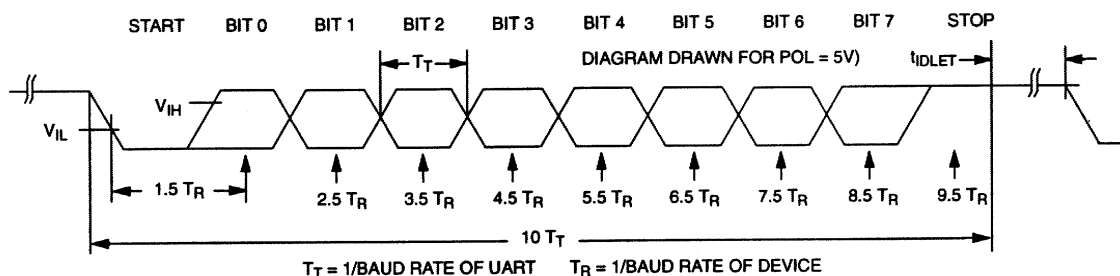 START BIT 0 BIT 1 BIT 2 BIT 3 BIT 4 BIT 5 BIT 6 BIT 7 STOP
T_T DIAGRAM DRAWN FOR POL = 5V) t_IDLET
V_IH
V_IL
1.5 T_R 2.5 T_R 3.5 T_R 4.5 T_R 5.5 T_R 6.5 T_R 7.5 T_R 8.5 T_R 9.5 T_R
10 T_T
T_T = 1/BAUD RATE OF UART T_R = 1/BAUD RATE OF DEVICE